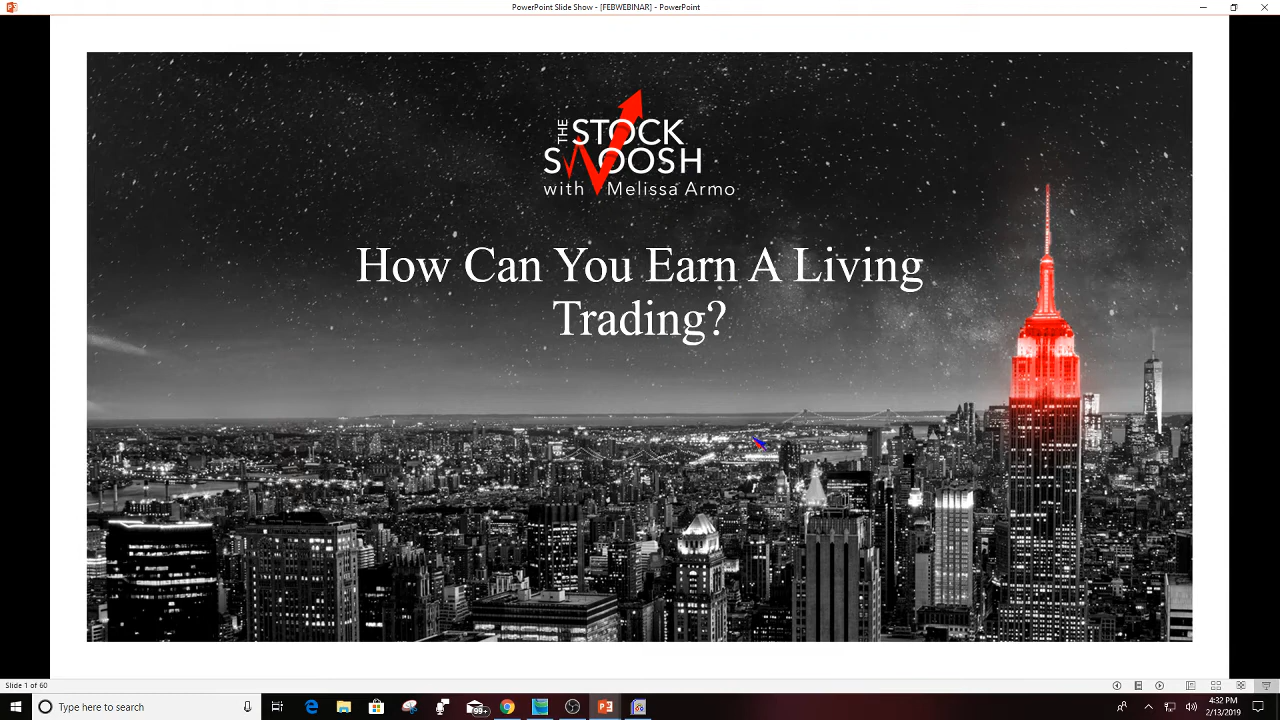 PowerPoint Slide Show - [FEBWEBINAR] - PowerPoint
THE STOCK
SWOOSH
with Melissa Armo
How Can You Earn A Living
Trading?
Slide 1 of 60
Type here to search
99+
4:32 PM
2/13/2019